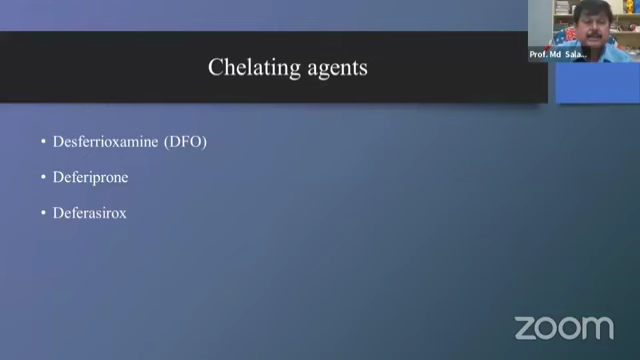 Prof. Md Sala...
Chelating agents
• Desferrioxamine (DFO)
• Deferiprone
• Deferasirox
zoom